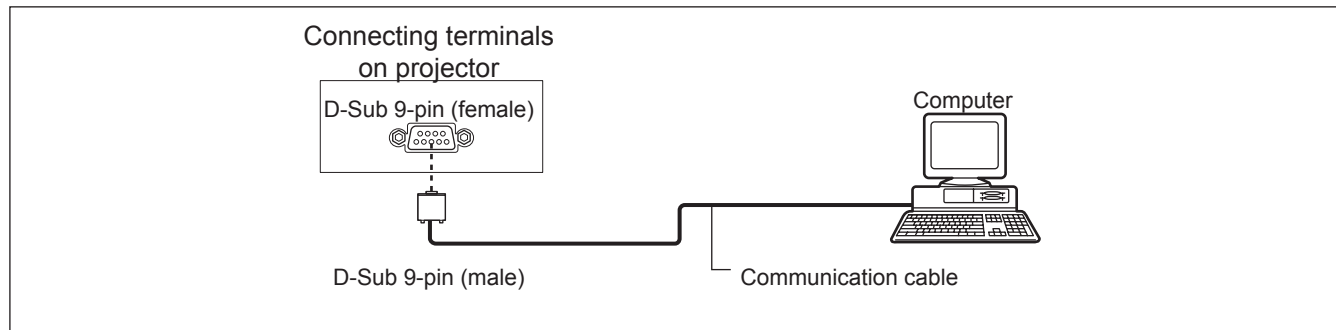 Connecting terminals
on projector
D-Sub 9-pin (female)
Computer
D-Sub 9-pin (male)
Communication cable